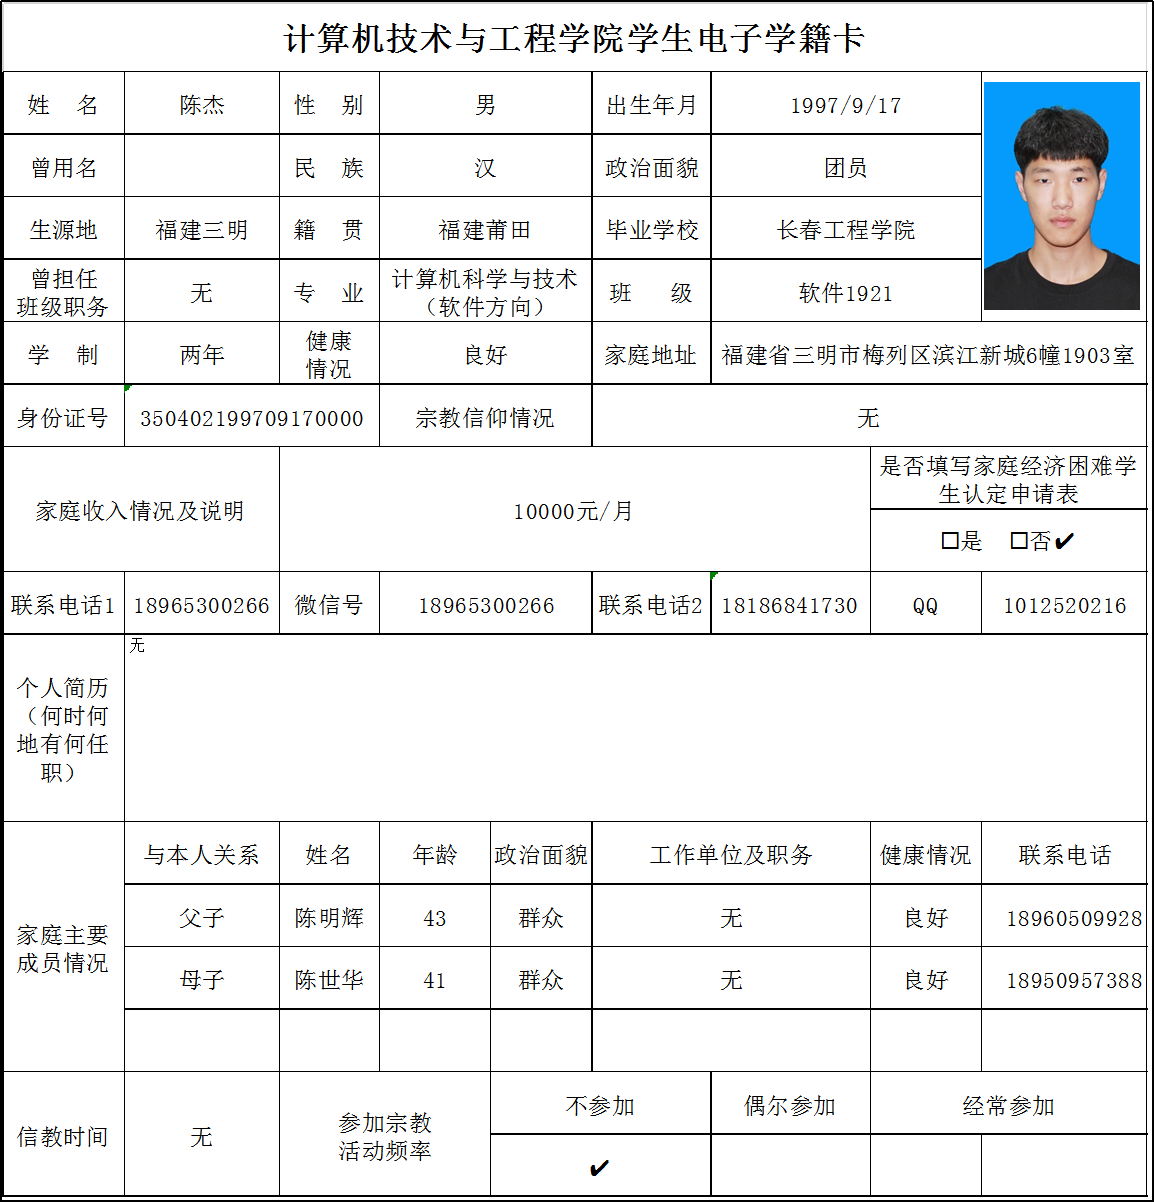 计算机技术与工程学院学生电子学籍卡
姓 名 陈杰 性 别 男 出生年月 1997/9/17
曾用名 民 族 汉 政治面貌 团员
生源地 福建三明 籍 贯 福建莆田 毕业学校 长春工程学院
曾担任
班级职务 无 专 业 计算机科学与技术
（软件方向） 班 级 软件1921
学 制 两年 健康
情况 良好 家庭地址 福建省三明市梅列区滨江新城6幢1903室
身份证号 350402199709170000 宗教信仰情况 无
家庭收入情况及说明 10000元/月 是否填写家庭经济困难学
生认定申请表
☐是 ☐否✔
联系电话1 18965300266 微信号 18965300266 联系电话2 18186841730 QQ 1012520216
个人简历
（何时何
地有何任
职）
无
家庭主要
成员情况
与本人关系 姓名 年龄 政治面貌 工作单位及职务 健康情况 联系电话
父子 陈明辉 43 群众 无 良好 18960509928
母子 陈世华 41 群众 无 良好 18950957388
信教时间 无 参加宗教
活动频率
不参加 偶尔参加 经常参加
✔